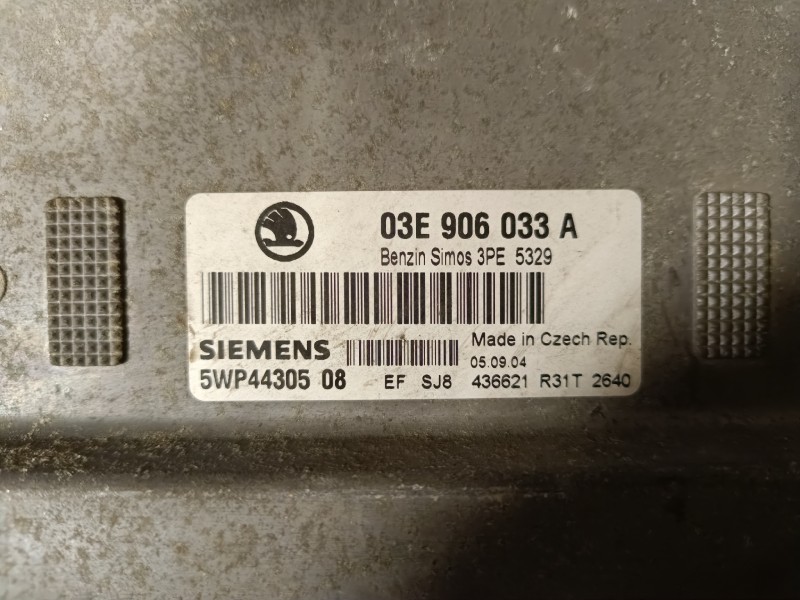 03E 906 033 A
Benzin Simos 3PE 5329
SIEMENS
Made in Czech Rep.
05.09.04
5WP44305 08 EF SJ8 436621 R31T 2640